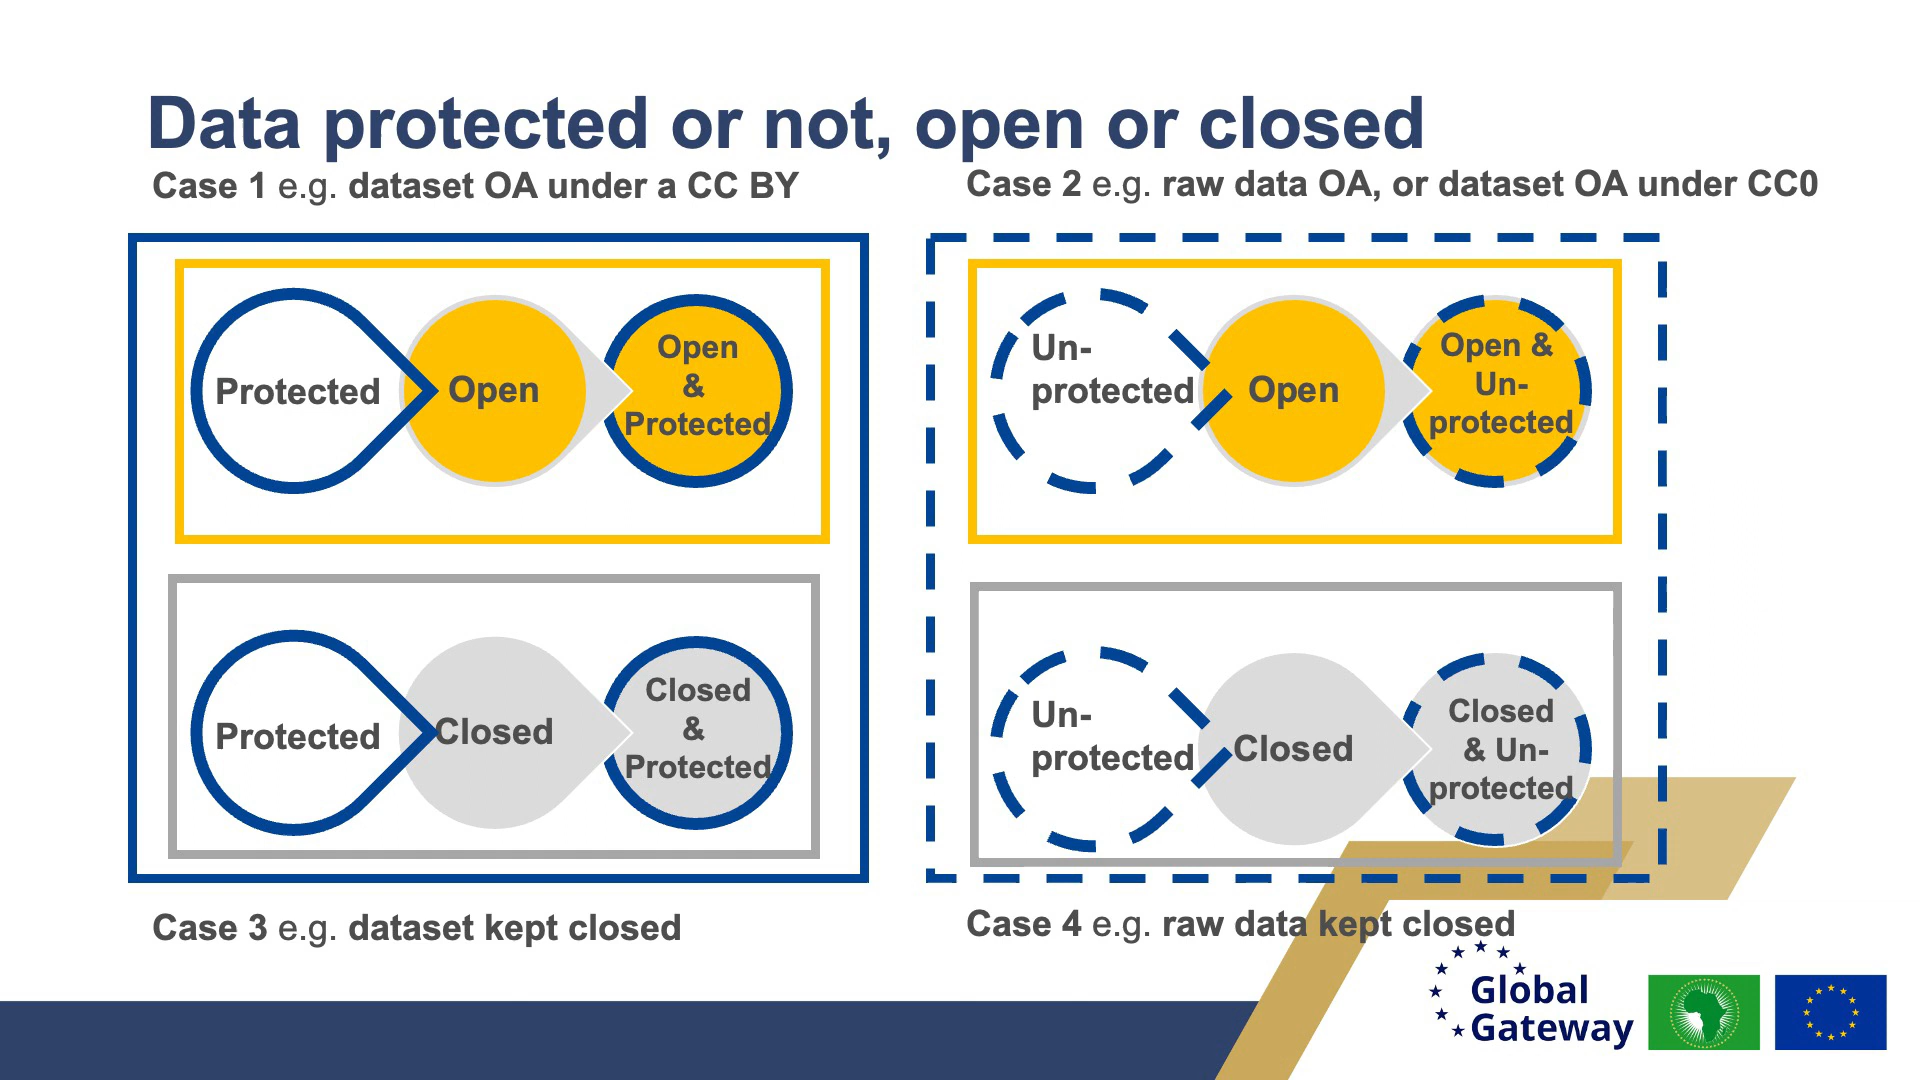 Data protected or not, open or closed
Case 1 e.g. dataset OA under a CC BY
Case 2 e.g. raw data OA, or dataset OA under CC0
Protected
Open
Open
&
Protected
Un-
protected
Open
Open &
Un-
protected
Protected
Closed
Closed
&
Protected
Un-
protected
Closed
Closed
& Un-
protected
Case 3 e.g. dataset kept closed
Case 4 e.g. raw data kept closed
Global
Gateway